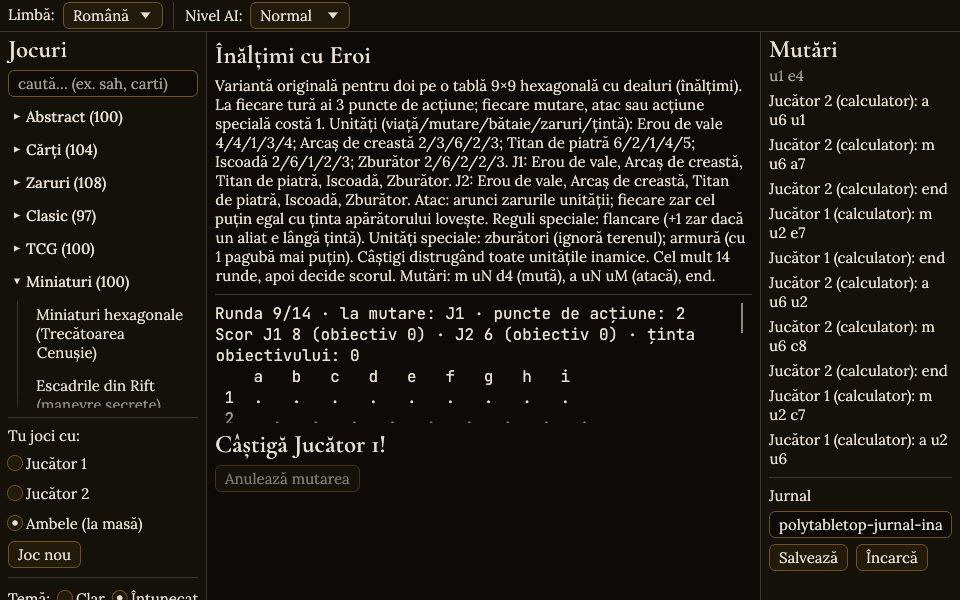 Limbă: Română ▼ Nivel AI: Normal ▼
Jocuri
caută... (ex. sah, carti)
▸ Abstract (100)
▸ Cărți (104)
▸ Zaruri (108)
▸ Clasic (97)
▸ TCG (100)
▾ Miniaturi (100)
Miniaturi hexagonale
(Trecătoarea
Cenușie)
Escadrile din Rift
(manevre secrete)
Tu joci cu:
Jucător 1
Jucător 2
Ambele (la masă)
Joc nou
Temă: Clar Întunecat
Înălțimi cu Eroi
Variantă originală pentru doi pe o tablă 9×9 hexagonală cu dealuri (înălțimi).
La fiecare tură ai 3 puncte de acțiune; fiecare mutare, atac sau acțiune
specială costă 1. Unități (viață/mutare/bătaie/zaruri/țintă): Erou de vale
4/4/1/3/4; Arcaș de creastă 2/3/6/2/3; Titan de piatră 6/2/1/4/5;
Iscoadă 2/6/1/2/3; Zburător 2/6/2/2/3. J1: Erou de vale, Arcaș de creastă,
Titan de piatră, Iscoadă, Zburător. J2: Erou de vale, Arcaș de creastă, Titan
de piatră, Iscoadă, Zburător. Atac: arunci zarurile unității; fiecare zar cel
puțin egal cu ținta apărătorului lovește. Reguli speciale: flancare (+1 zar dacă
un aliat e lângă țintă). Unități speciale: zburători (ignoră terenul); armură (cu
1 pagubă mai puțin). Câștigi distrugând toate unitățile inamice. Cel mult 14
runde, apoi decide scorul. Mutări: m uN d4 (mută), a uN uM (atacă), end.
Runda 9/14 · la mutare: J1 · puncte de acțiune: 2
Scor J1 8 (obiectiv 0) · J2 6 (obiectiv 0) · ținta
obiectivului: 0
a b c d e f g h i
1 . . . . . . . . .
2 . . . . . . . . .
Câștigă Jucător 1!
Anulează mutarea
Mutări
u1 e4
Jucător 2 (calculator): a
u6 u1
Jucător 2 (calculator): m
u6 a7
Jucător 2 (calculator): end
Jucător 1 (calculator): m
u2 e7
Jucător 1 (calculator): end
Jucător 2 (calculator): a
u6 u2
Jucător 2 (calculator): m
u6 c8
Jucător 2 (calculator): end
Jucător 1 (calculator): m
u2 c7
Jucător 1 (calculator): a u2
u6
Jurnal
polytabletop-jurnal-ina
Salvează Încarcă